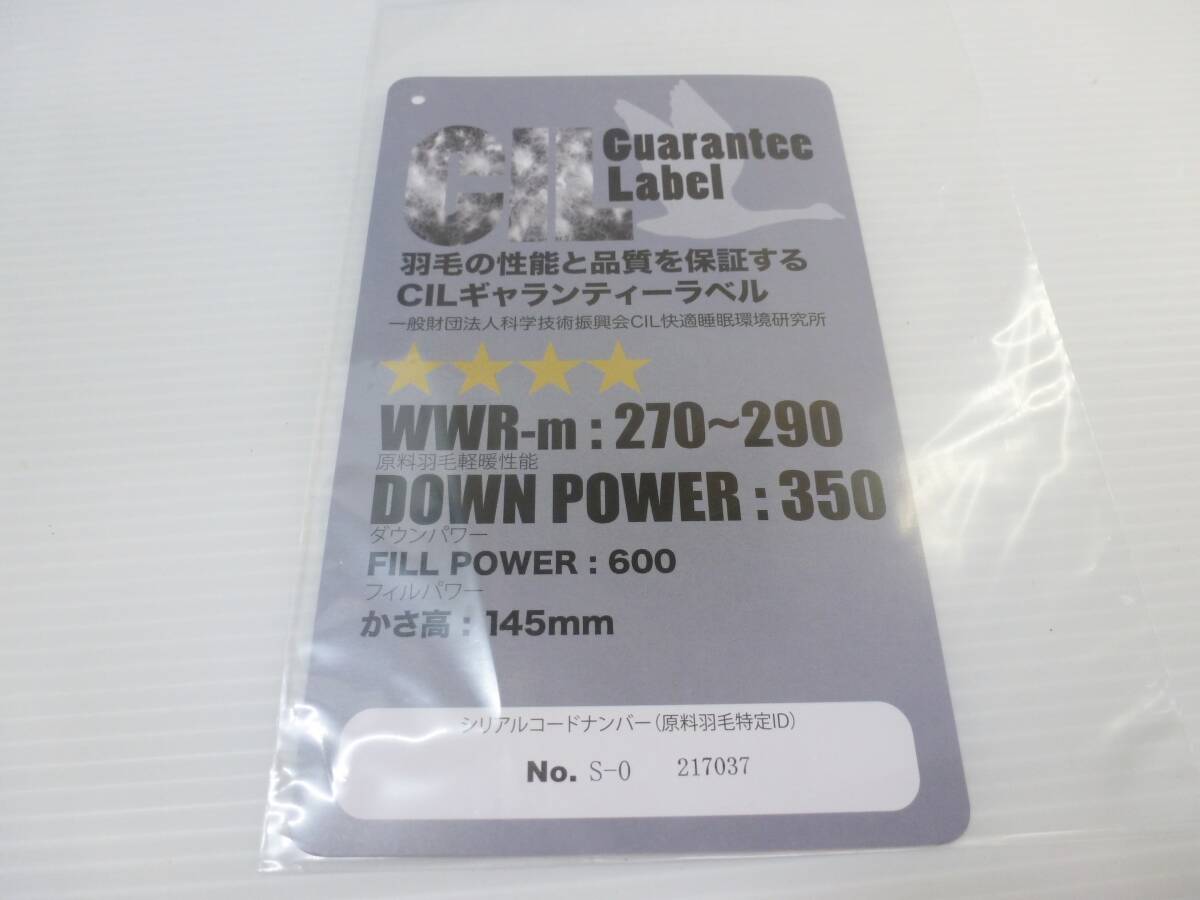 CIL Guarantee
Label
羽毛の性能と品質を保証する
CILギャランティーラベル
一般財団法人科学技術振興会CIL快適睡眠環境研究所
★★★★
WWR-m : 270~290
原料羽毛軽暖性能
DOWN POWER : 350
ダウンパワー
FILL POWER : 600
フィルパワー
かさ高 : 145mm
シリアルコードナンバー(原料羽毛特定ID)
No. S-0 217037